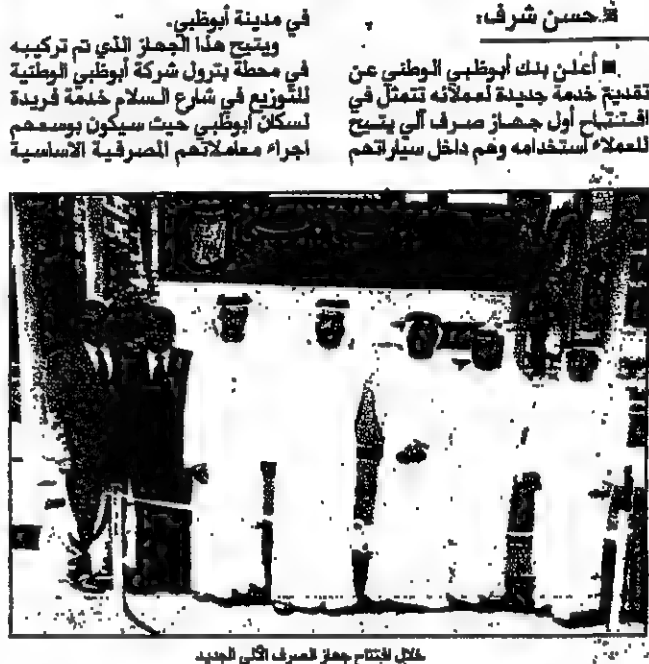 حسن شرف:
■ أعلن بنك أبوظبي الوطني عن
تقديم خدمة جديدة لعملائه تتمثل في
افتتتاح أول جهاز صرف آلي يتيح
للعملاء استخدامه وهم داخل سياراتهم
في مدينة أبوظبي.
ويتيح هذا الجهاز الذي تم تركيبه
في محطة بترول شركة أبوظبي الوطنية
للتوزيع في شارع السلام خدمة فريدة
لسكان أبوظبي حيث سيكون بوسعهم
اجراء معاملاتهم المصرفية الاساسية
خلال افتتاح جهاز الصرف الآلي الجديد